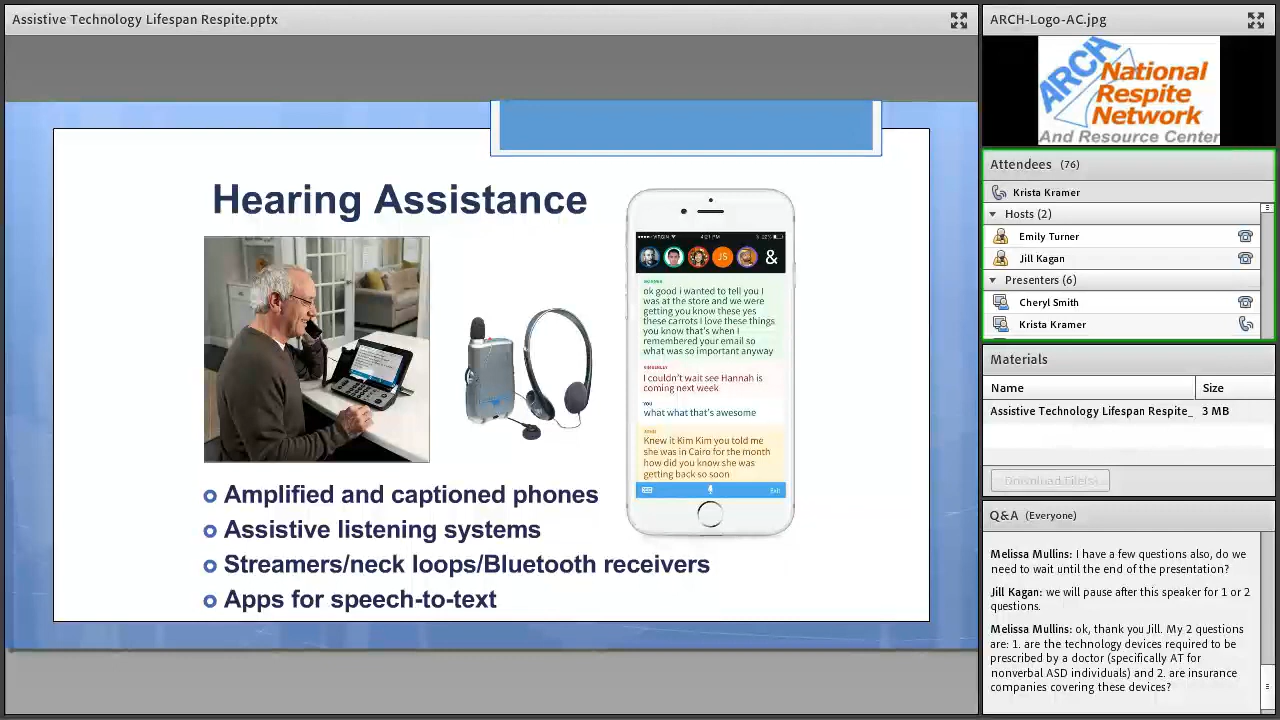 Assistive Technology Lifespan Respite.pptx
Hearing Assistance
4:21 PM
JS
&
ok good i wanted to tell you I
was at the store and we were
getting you know these yes
these carrots I love these things
you know that's when I
remembered your email so
what was so important anyway
I couldn't wait see Hannah is
coming next week
YOU
what what that's awesome
Knew it Kim Kim you told me
she was in Cairo for the month
how did you know she was
getting back so soon
Exit
Amplified and captioned phones
Assistive listening systems
Streamers/neck loops/Bluetooth receivers
Apps for speech-to-text
ARCH-Logo-AC.jpg
ARCH
National
Respite
Network
And Resource Center
Attendees (76)
Krista Kramer
Hosts (2)
Emily Turner
Jill Kagan
Presenters (6)
Cheryl Smith
Krista Kramer
Materials
Name Size
Assistive Technology Lifespan Respite_ 3 MB
Download File(s)
Q&A (Everyone)
Melissa Mullins: I have a few questions also, do we
need to wait until the end of the presentation?
Jill Kagan: we will pause after this speaker for 1 or 2
questions.
Melissa Mullins: ok, thank you Jill. My 2 questions
are: 1. are the technology devices required to be
prescribed by a doctor (specifically AT for
nonverbal ASD individuals) and 2. are insurance
companies covering these devices?